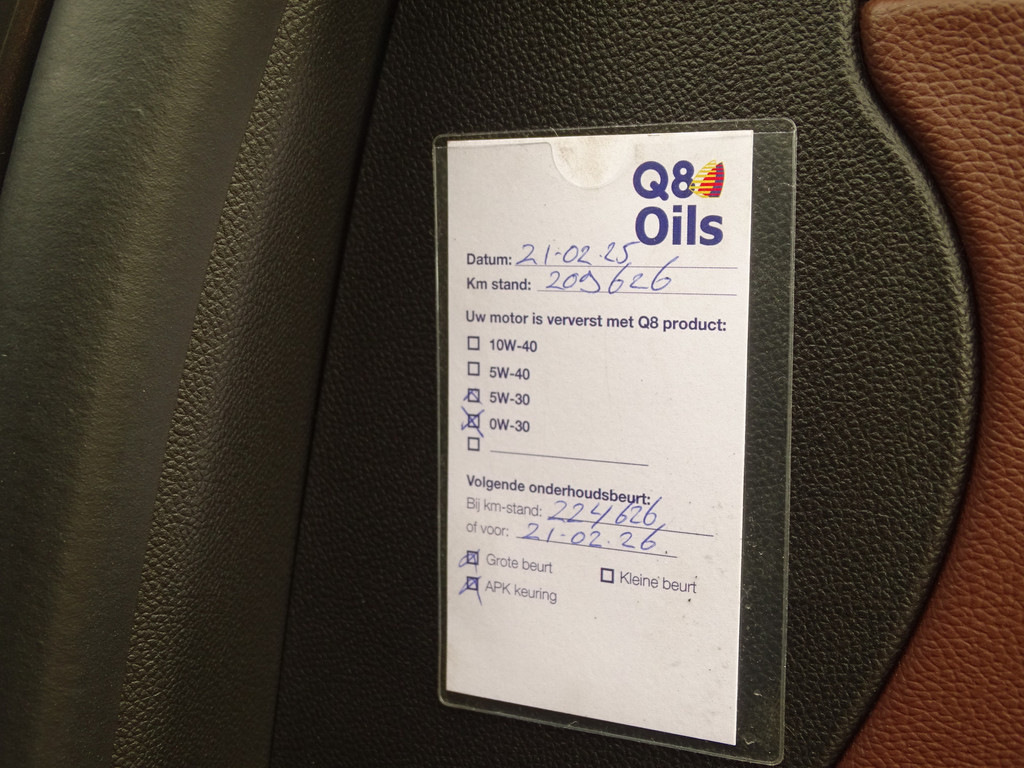 Q8
Oils
Datum: 21-02-25
Km stand: 209626
Uw motor is ververst met Q8 product:
10W-40
5W-40
5W-30
0W-30
Volgende onderhoudsbeurt:
Bij km-stand: 224626
of voor: 21-02-26.
Grote beurt Kleine beurt
APK keuring